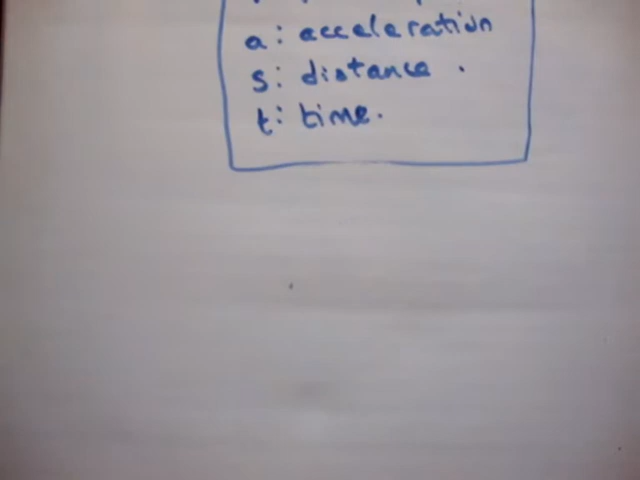 a: acceleration
s: distance.
t: time.